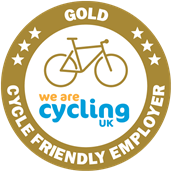 GOLD
we are
cycling
UK
CYCLE FRIENDLY EMPLOYER